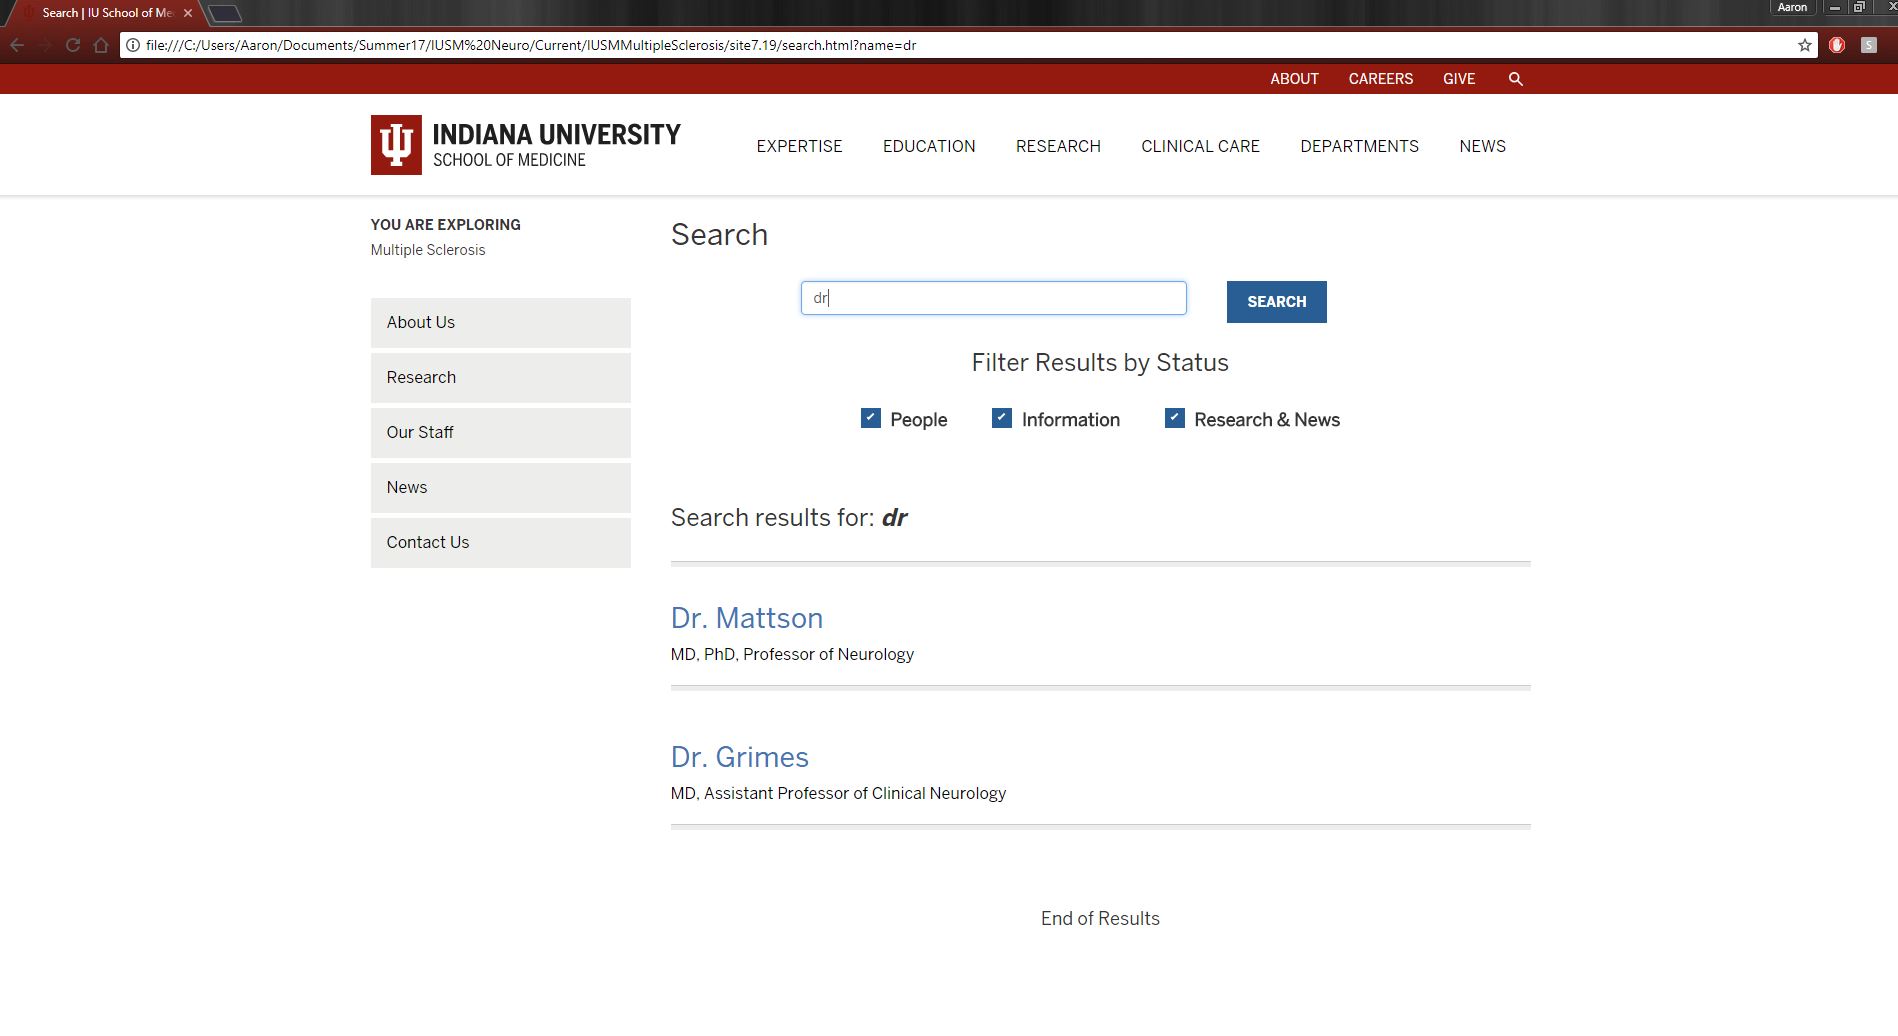 Search | IU School of Me
Aaron
file:///C:/Users/Aaron/Documents/Summer17/IUSM%20Neuro/Current/IUSMMultipleSclerosis/site7.19/search.html?name=dr
S
ABOUT CAREERS GIVE
INDIANA UNIVERSITY
SCHOOL OF MEDICINE
EXPERTISE EDUCATION RESEARCH CLINICAL CARE DEPARTMENTS NEWS
YOU ARE EXPLORING
Multiple Sclerosis
About Us
Research
Our Staff
News
Contact Us
Search
dr
SEARCH
Filter Results by Status
People Information Research & News
Search results for: dr
Dr. Mattson
MD, PhD, Professor of Neurology
Dr. Grimes
MD, Assistant Professor of Clinical Neurology
End of Results